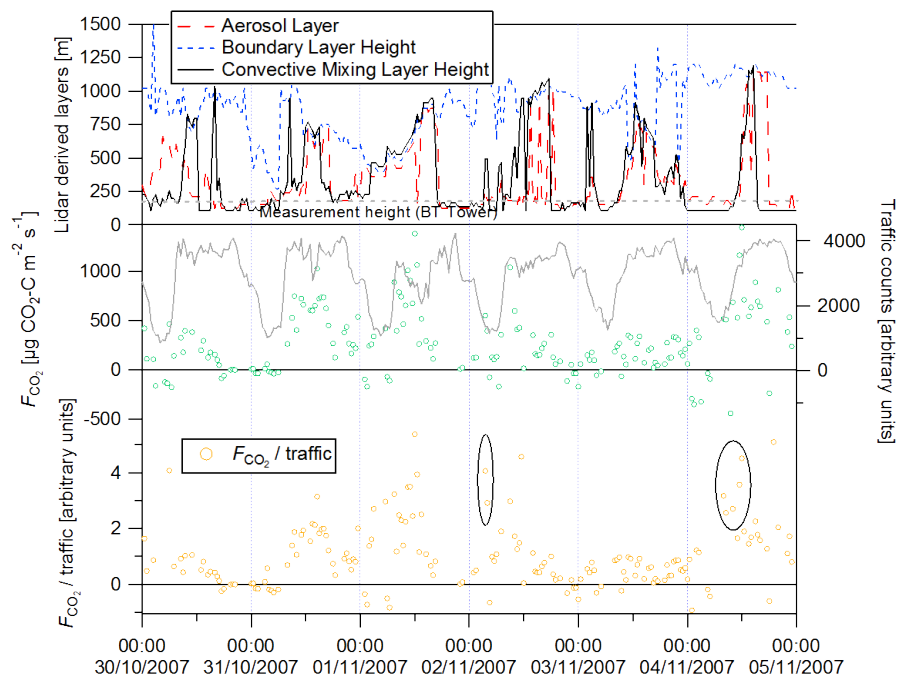 1500
1250
1000
750
500
250
0
Lidar derived layers [m]
Aerosol Layer
Boundary Layer Height
Convective Mixing Layer Height
Measurement height (BT Tower)
1000
500
0
-500
F_CO₂ [µg CO₂-C m⁻² s⁻¹]
4000
2000
0
Traffic counts [arbitrary units]
4
2
0
F_CO₂ / traffic [arbitrary units]
F_CO₂ / traffic
00:00 00:00 00:00 00:00 00:00 00:00 00:00
30/10/2007 31/10/2007 01/11/2007 02/11/2007 03/11/2007 04/11/2007 05/11/2007